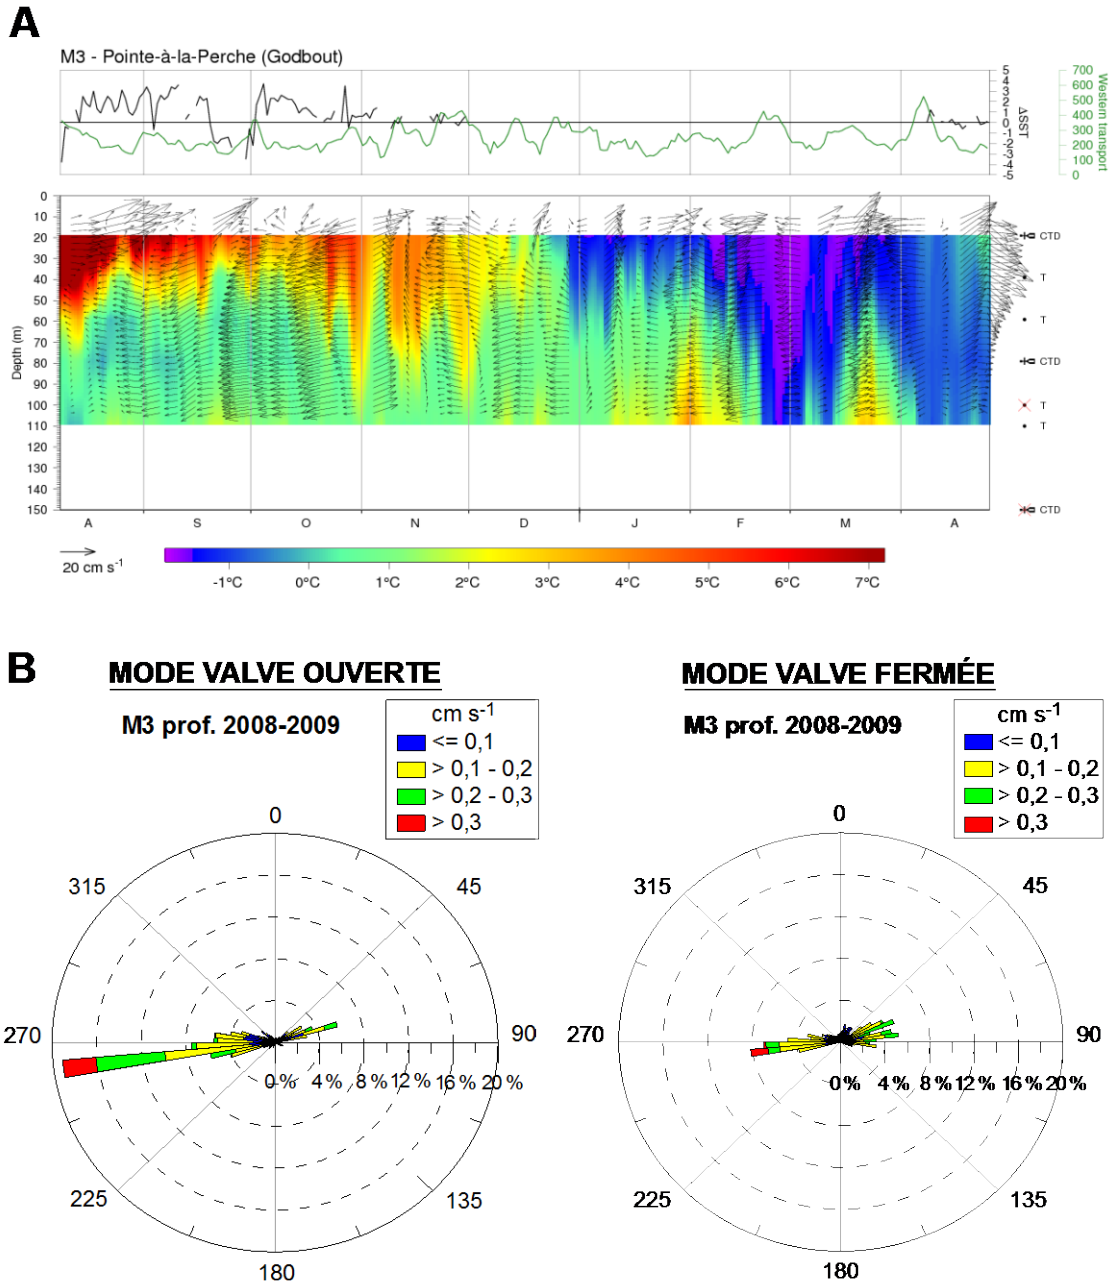 A
M3 - Pointe-à-la-Perche (Godbout)
5
4
3
2
1
0
-1
-2
-3
-4
-5
ΔSST
700
600
500
400
300
200
100
0
Western transport
0
10
20
30
40
50
60
70
80
90
100
110
120
130
140
150
Depth (m)
CTD
T
T
CTD
T
T
CTD
A S O N D J F M A
20 cm s-1
-1°C 0°C 1°C 2°C 3°C 4°C 5°C 6°C 7°C
B
MODE VALVE OUVERTE
M3 prof. 2008-2009
cm s-1
<= 0,1
> 0,1 - 0,2
> 0,2 - 0,3
> 0,3
0
45
90
135
180
225
270
315
0 % 4 % 8 % 12 % 16 % 20 %
MODE VALVE FERMÉE
M3 prof. 2008-2009
cm s-1
<= 0,1
> 0,1 - 0,2
> 0,2 - 0,3
> 0,3
0
45
90
135
180
225
270
315
0 % 4 % 8 % 12 % 16 % 20 %